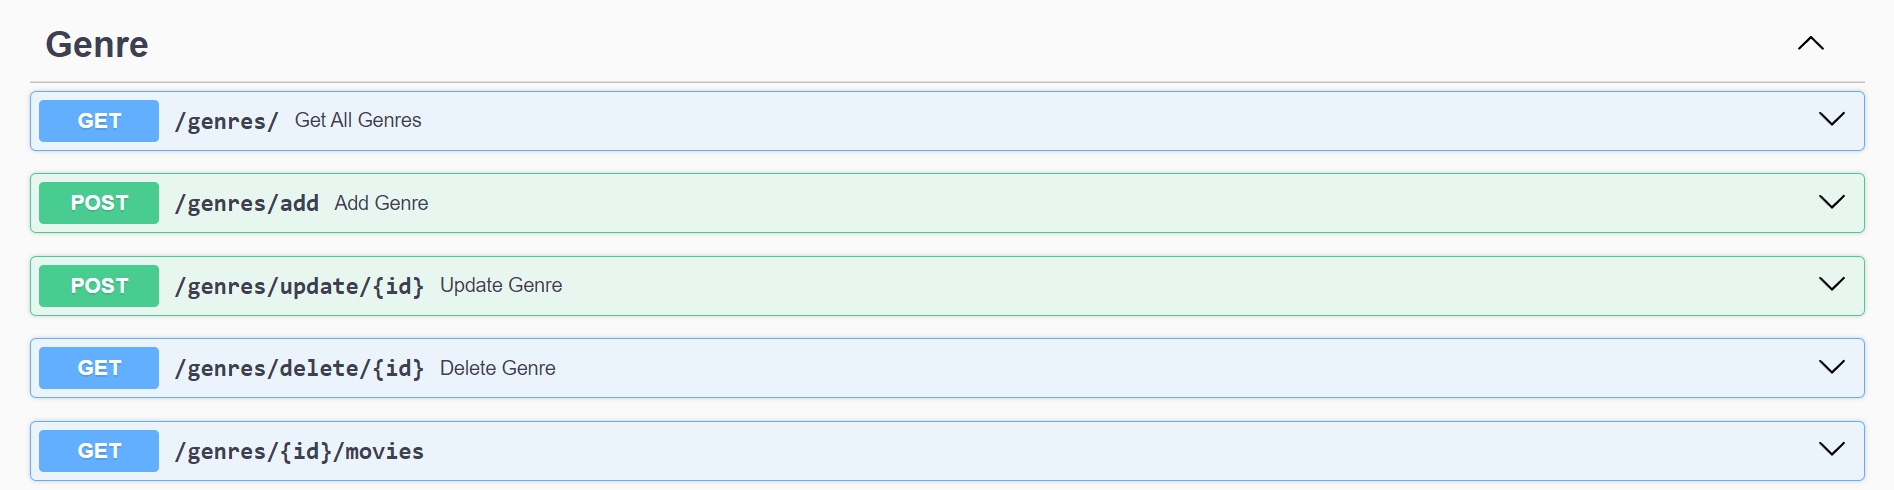 Genre
GET /genres/ Get All Genres
POST /genres/add Add Genre
POST /genres/update/{id} Update Genre
GET /genres/delete/{id} Delete Genre
GET /genres/{id}/movies